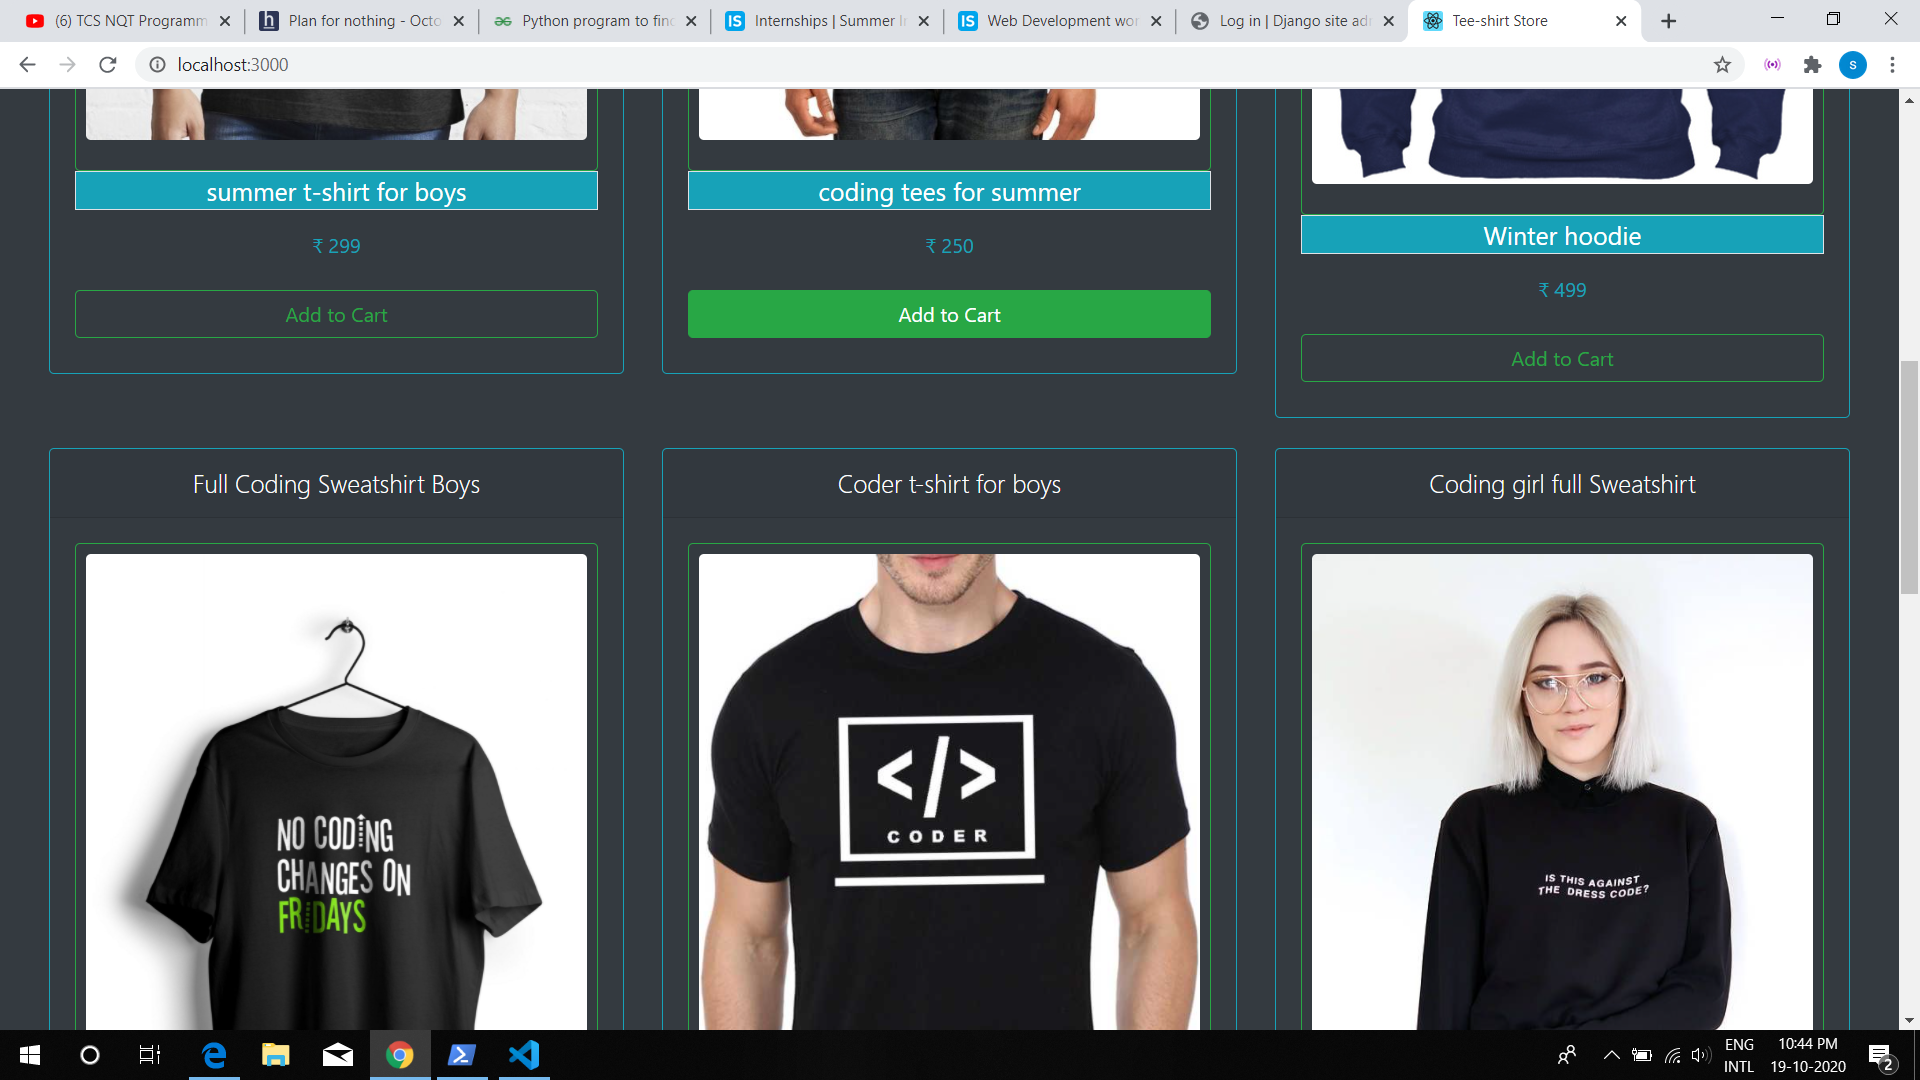 (6) TCS NQT Programm
Plan for nothing - Octo
Python program to find
Internships | Summer In
Web Development wor
Log in | Django site ad
Tee-shirt Store
localhost:3000
S
summer t-shirt for boys
₹ 299
Add to Cart
coding tees for summer
₹ 250
Add to Cart
Winter hoodie
₹ 499
Add to Cart
Full Coding Sweatshirt Boys
NO CODING
CHANGES ON
FRIDAYS
Coder t-shirt for boys
</>
CODER
Coding girl full Sweatshirt
IS THIS AGAINST
THE DRESS CODE?
ENG
INTL
10:44 PM
19-10-2020
2